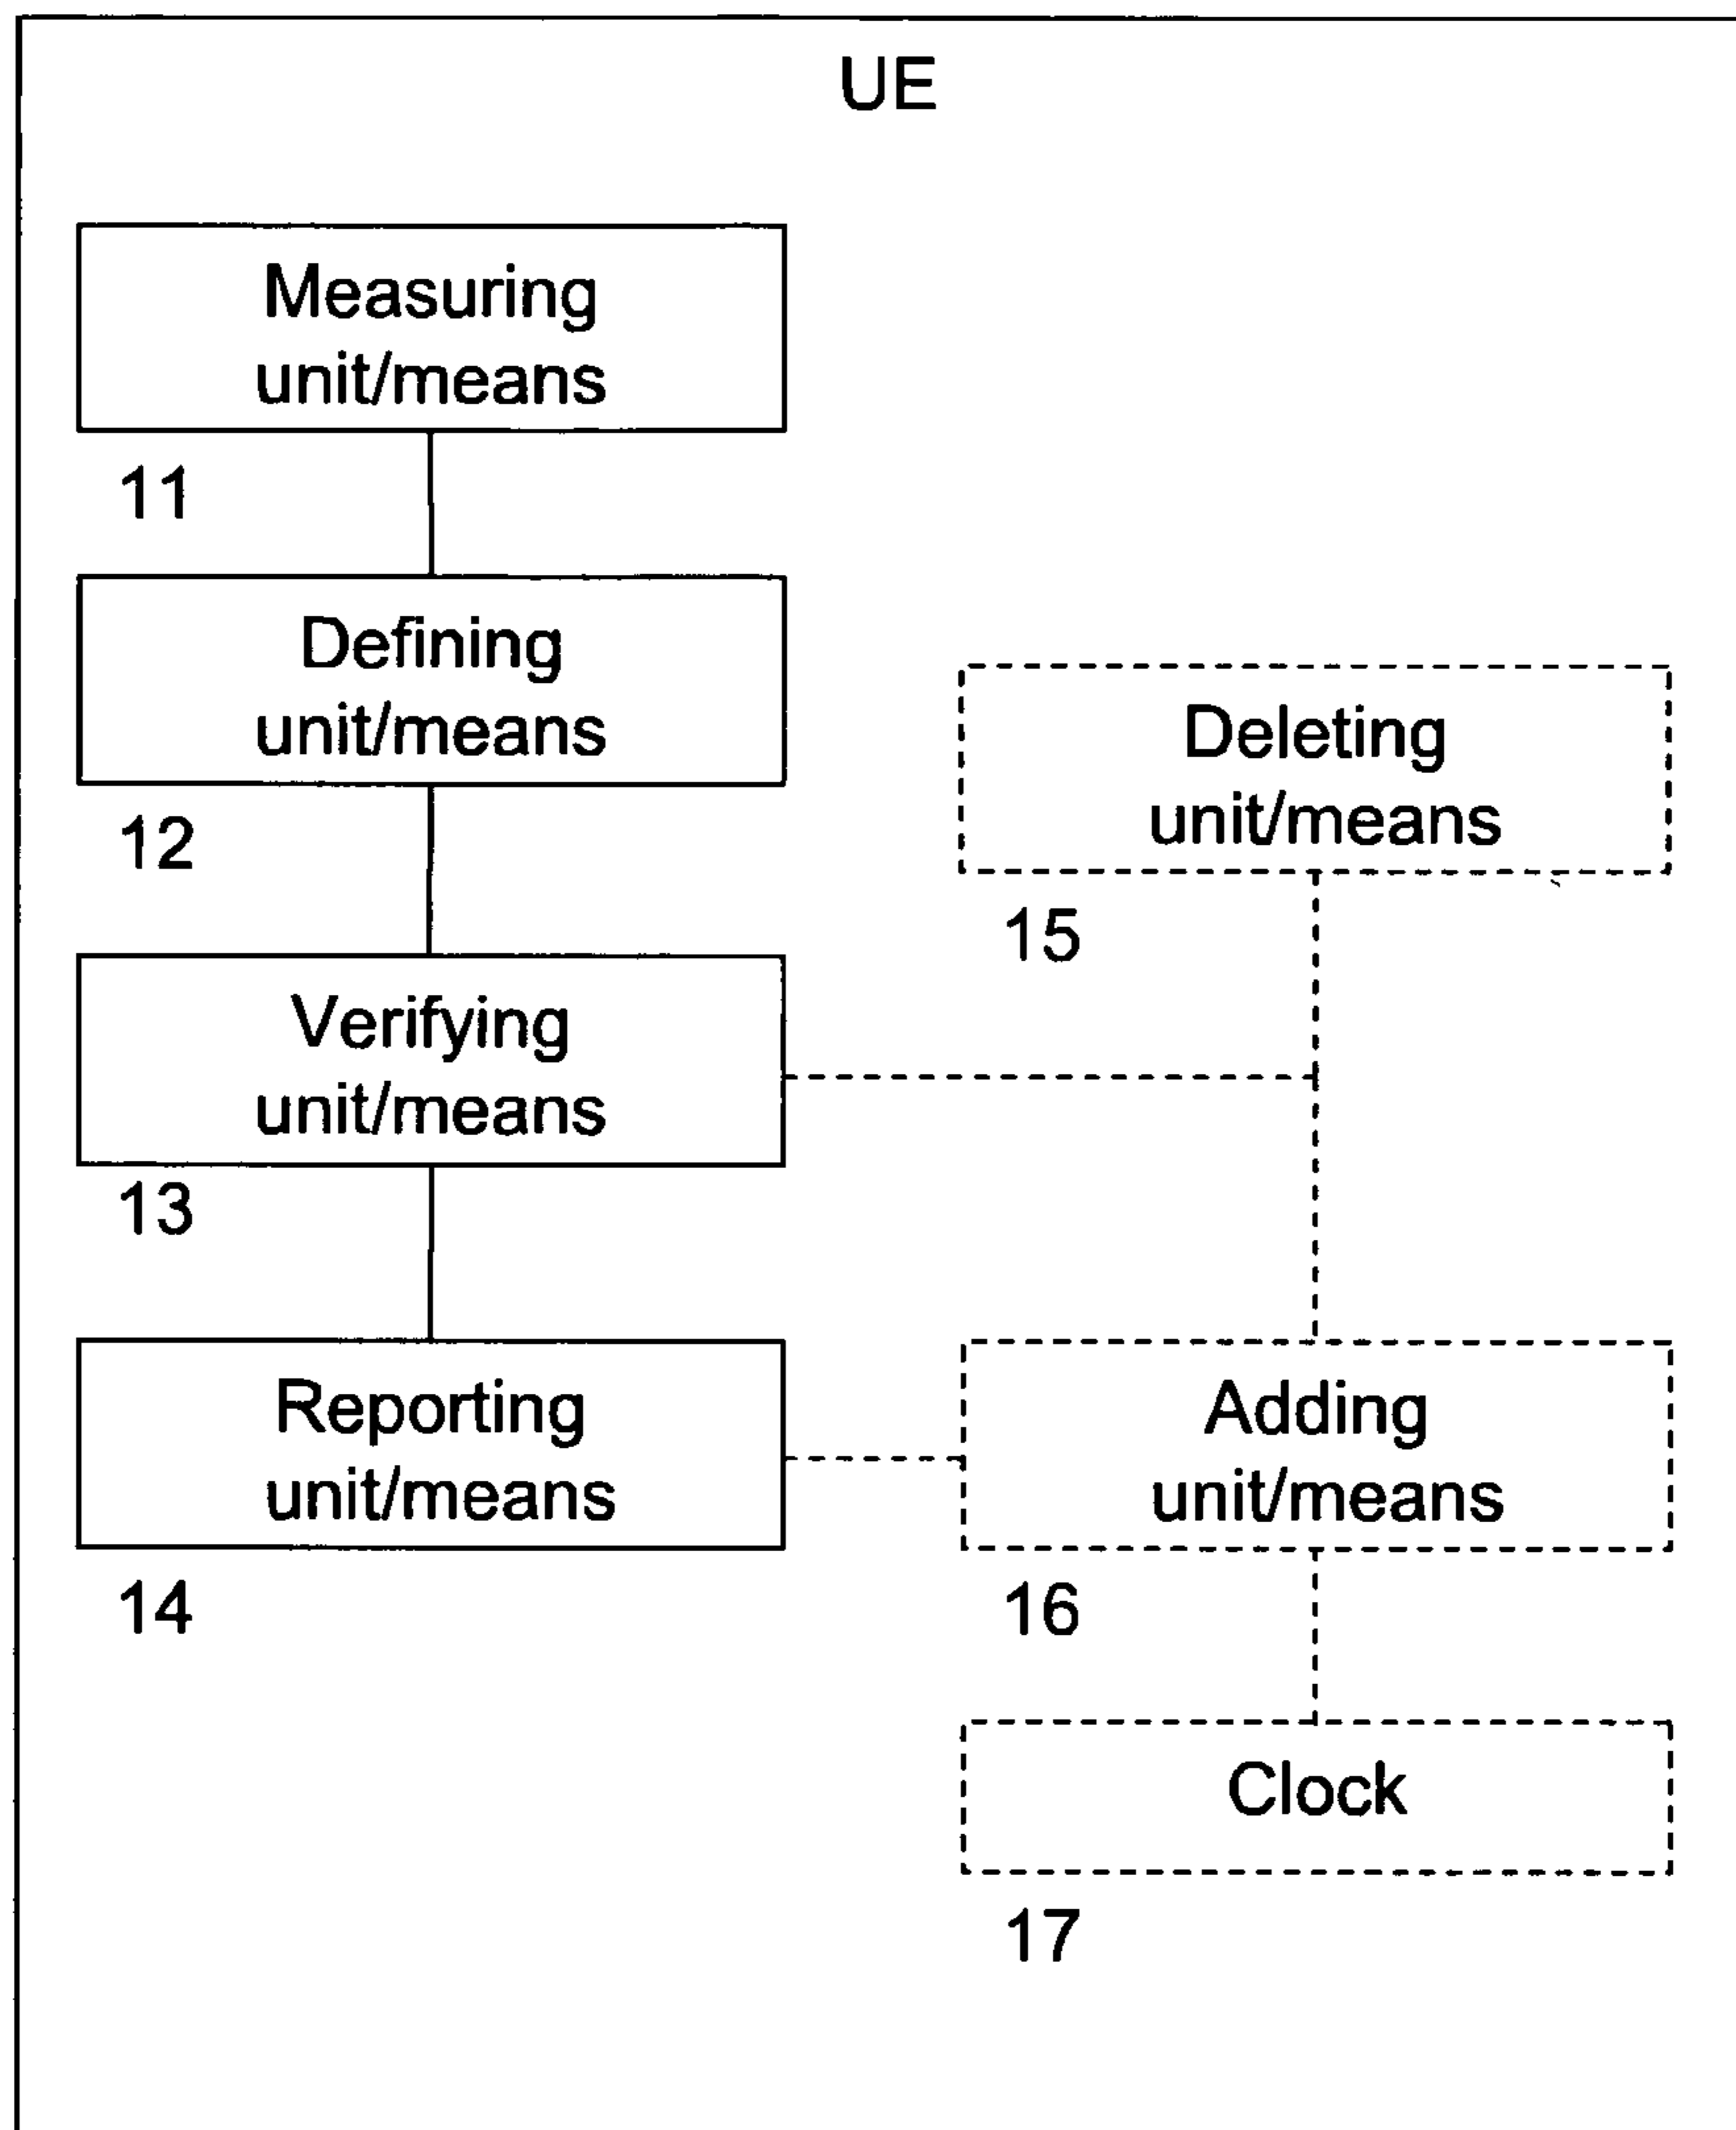 UE
Measuring
unit/means
11
Defining
unit/means
12
Verifying
unit/means
13
Reporting
unit/means
14
Deleting
unit/means
15
Adding
unit/means
16
Clock
17